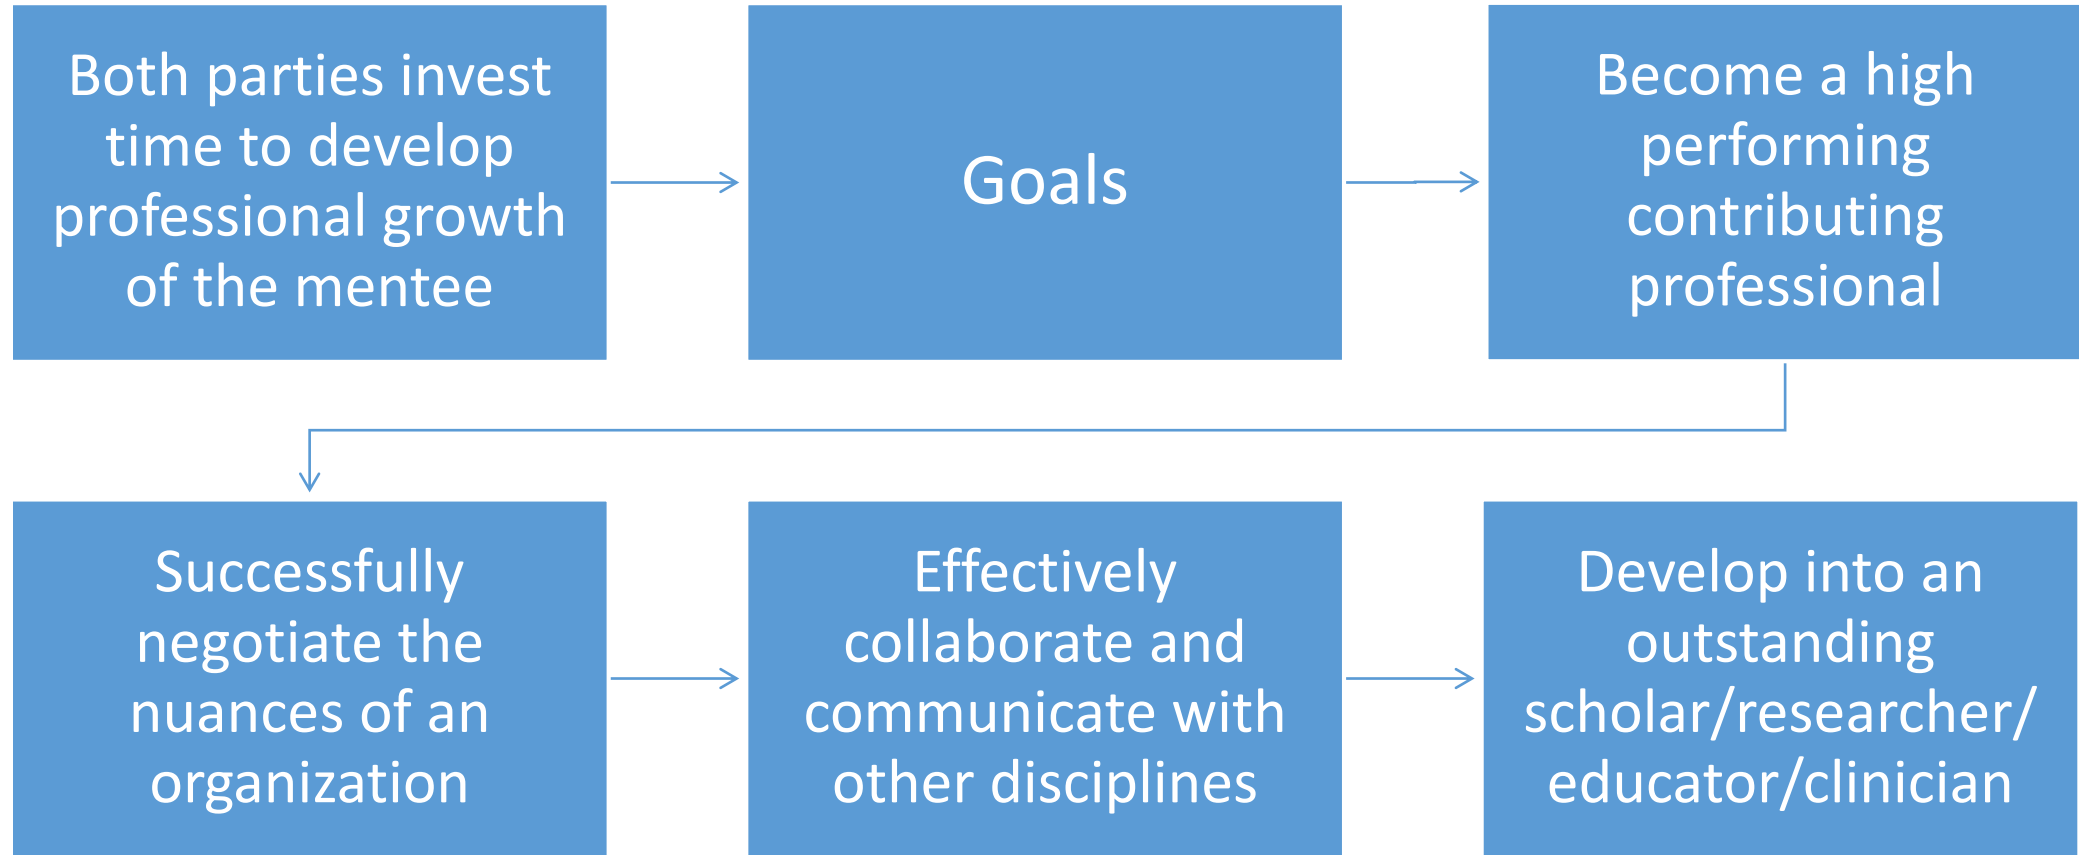 Both parties invest
time to develop
professional growth
of the mentee
Goals
Become a high
performing
contributing
professional
Successfully
negotiate the
nuances of an
organization
Effectively
collaborate and
communicate with
other disciplines
Develop into an
outstanding
scholar/researcher/
educator/clinician